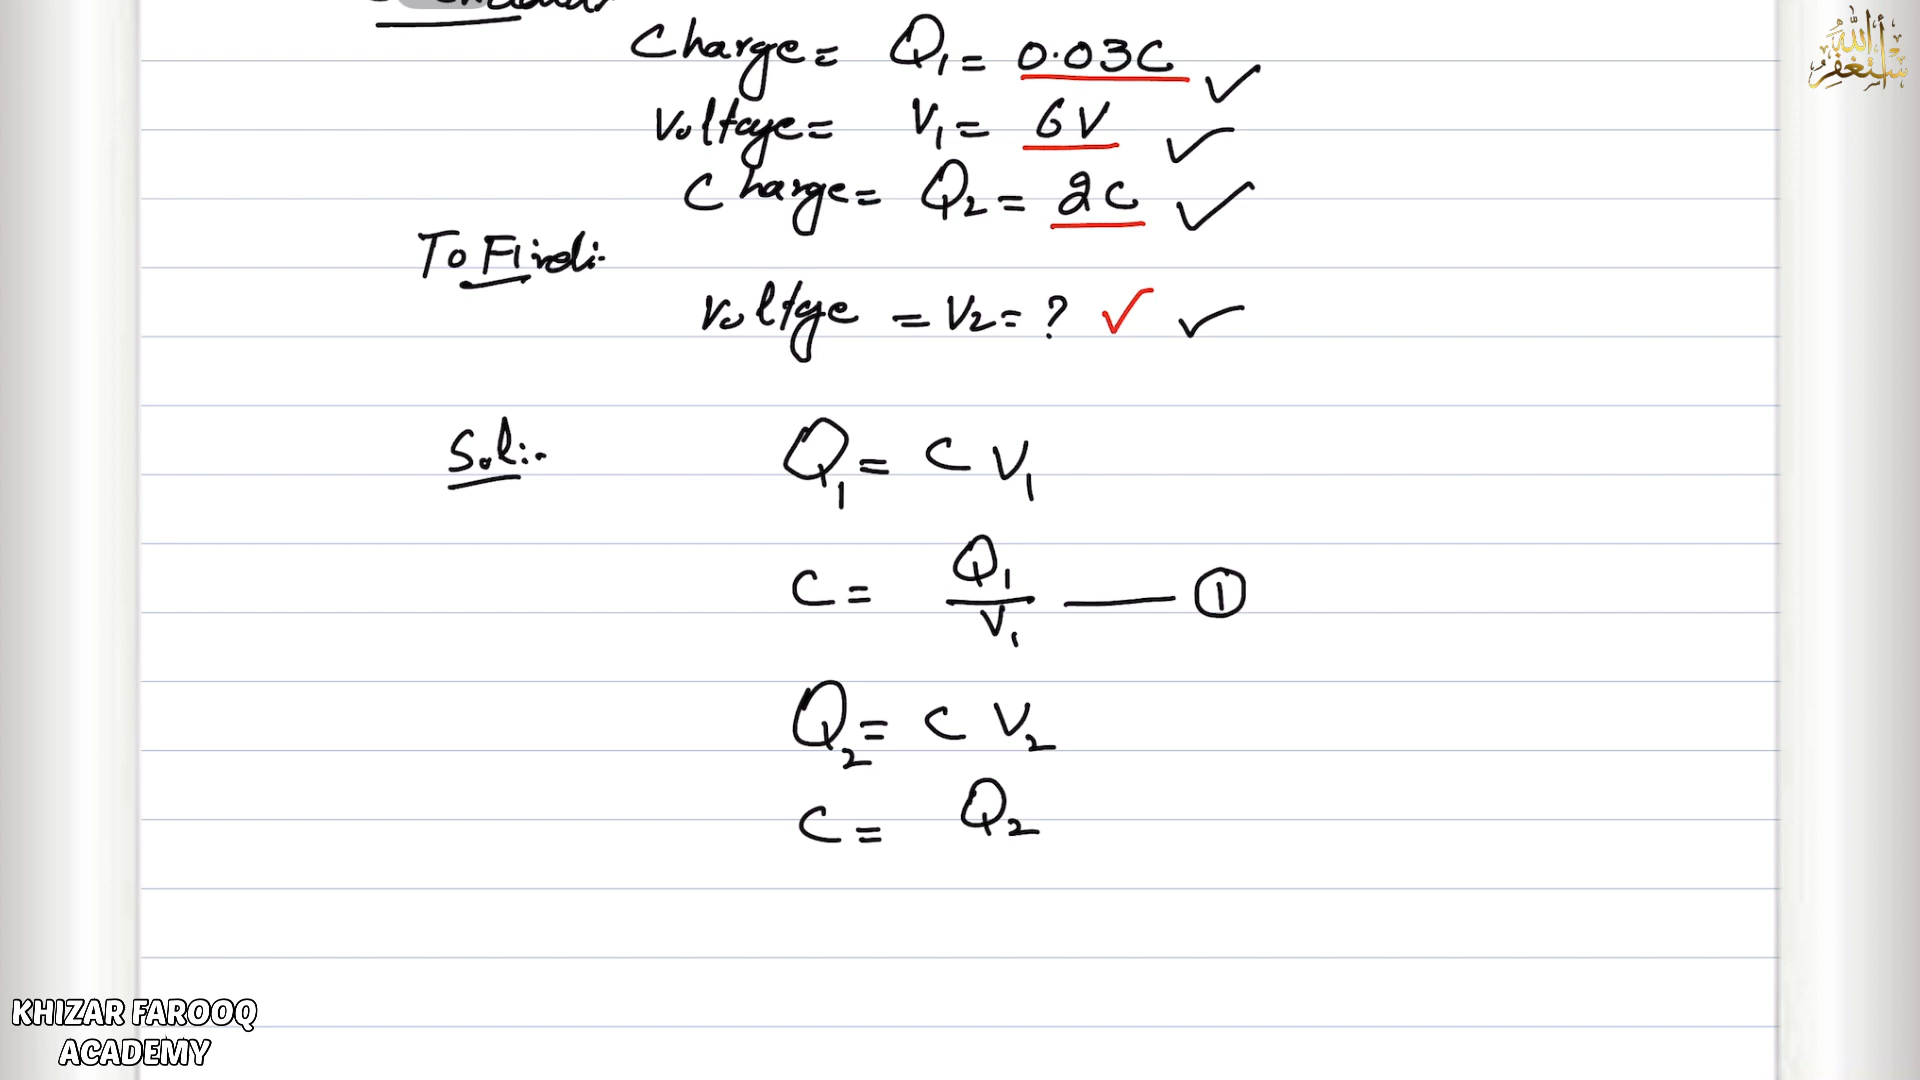 Charge = Q₁ = 0.03C ✓
Voltage = V₁ = 6V ✓
Charge = Q₂ = 2C ✓
To Find:-
Voltge = V₂ = ? ✓ ✓
Sol:-
Q₁ = C V₁
C = Q₁/V₁ —— ①
Q₂ = C V₂
C = Q₂
KHIZAR FAROOQ
ACADEMY